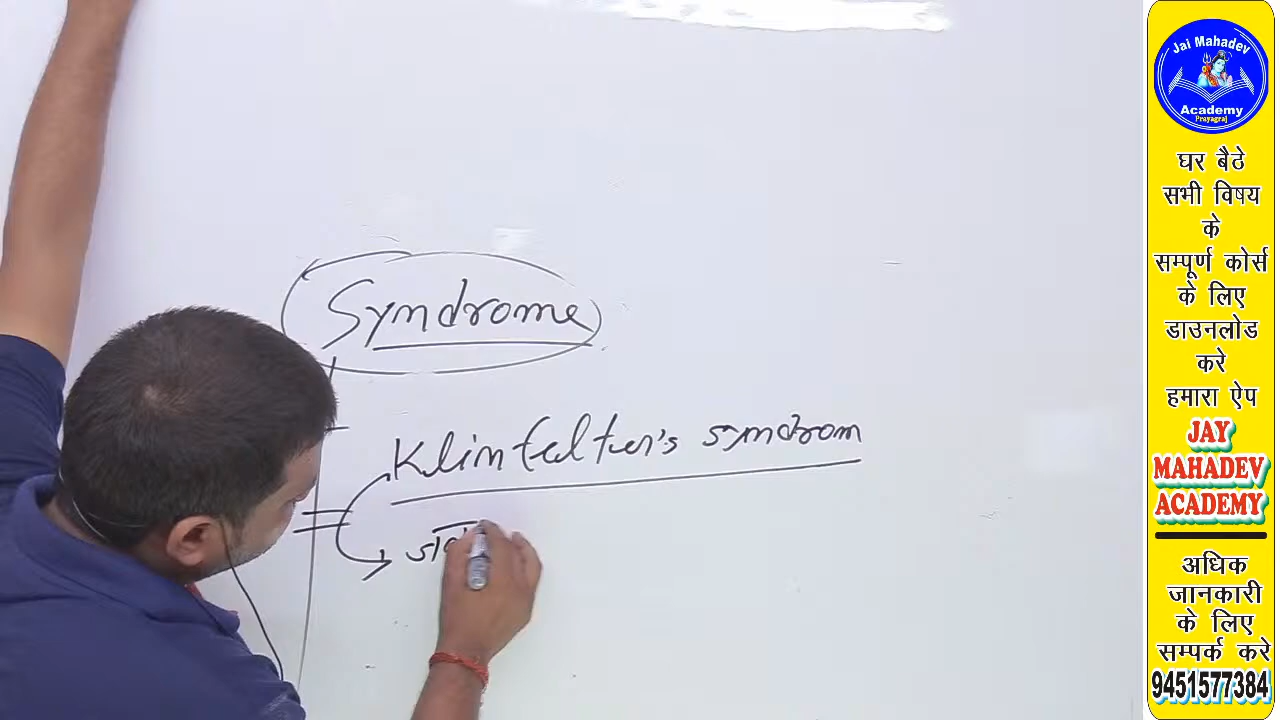 Syndrome
Klinfelter's syndrom
Jai Mahadev
Academy
Prayagraj
घर बैठे
सभी विषय
के
सम्पूर्ण कोर्स
के लिए
डाउनलोड
करे
हमारा ऐप
JAY
MAHADEV
ACADEMY
अधिक
जानकारी
के लिए
सम्पर्क करे
9451577384